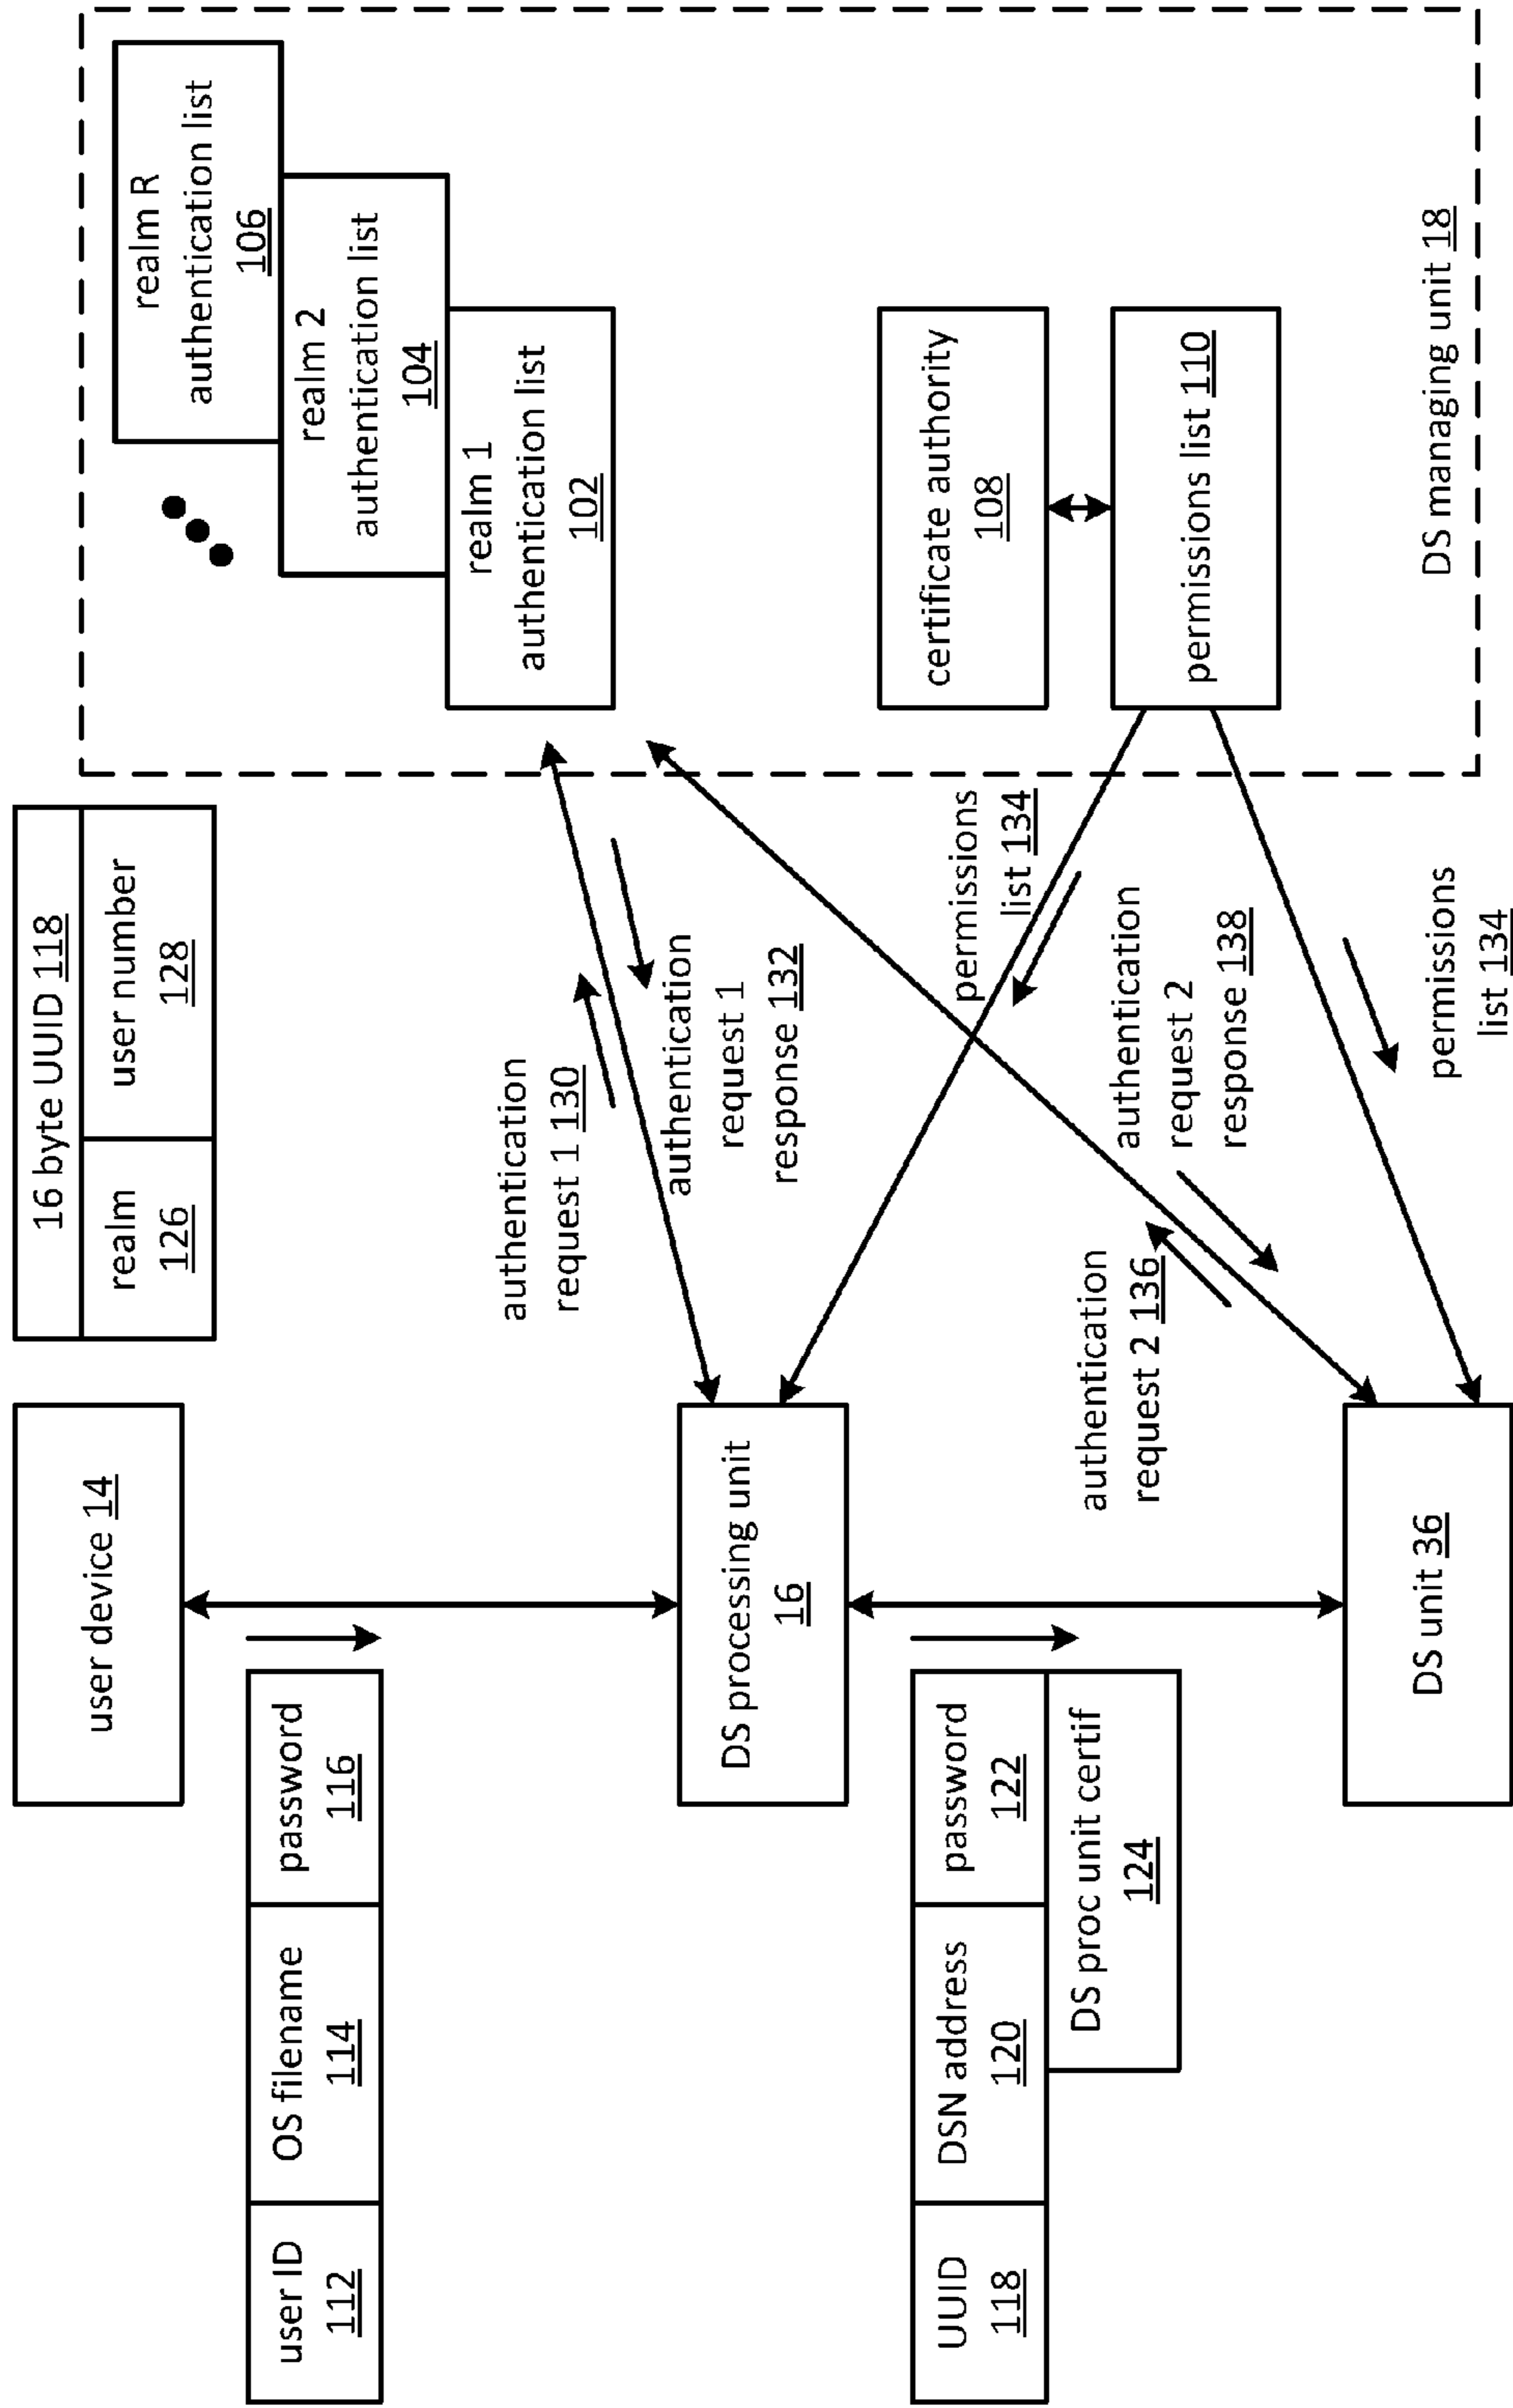 user device 14
16 byte UUID 118
realm
126
user number
128
realm R
authentication list
106
realm 2
authentication list
104
realm 1
authentication list
102
user ID
112
OS filename
114
password
116
authentication
request 1 130
authentication
request 1
response 132
DS processing unit
16
certificate authority
108
permissions list 110
permissions
list 134
UUID
118
DSN address
120
password
122
DS proc unit certif
124
authentication
request 2 136
authentication
request 2
response 138
DS unit 36
permissions
list 134
DS managing unit 18